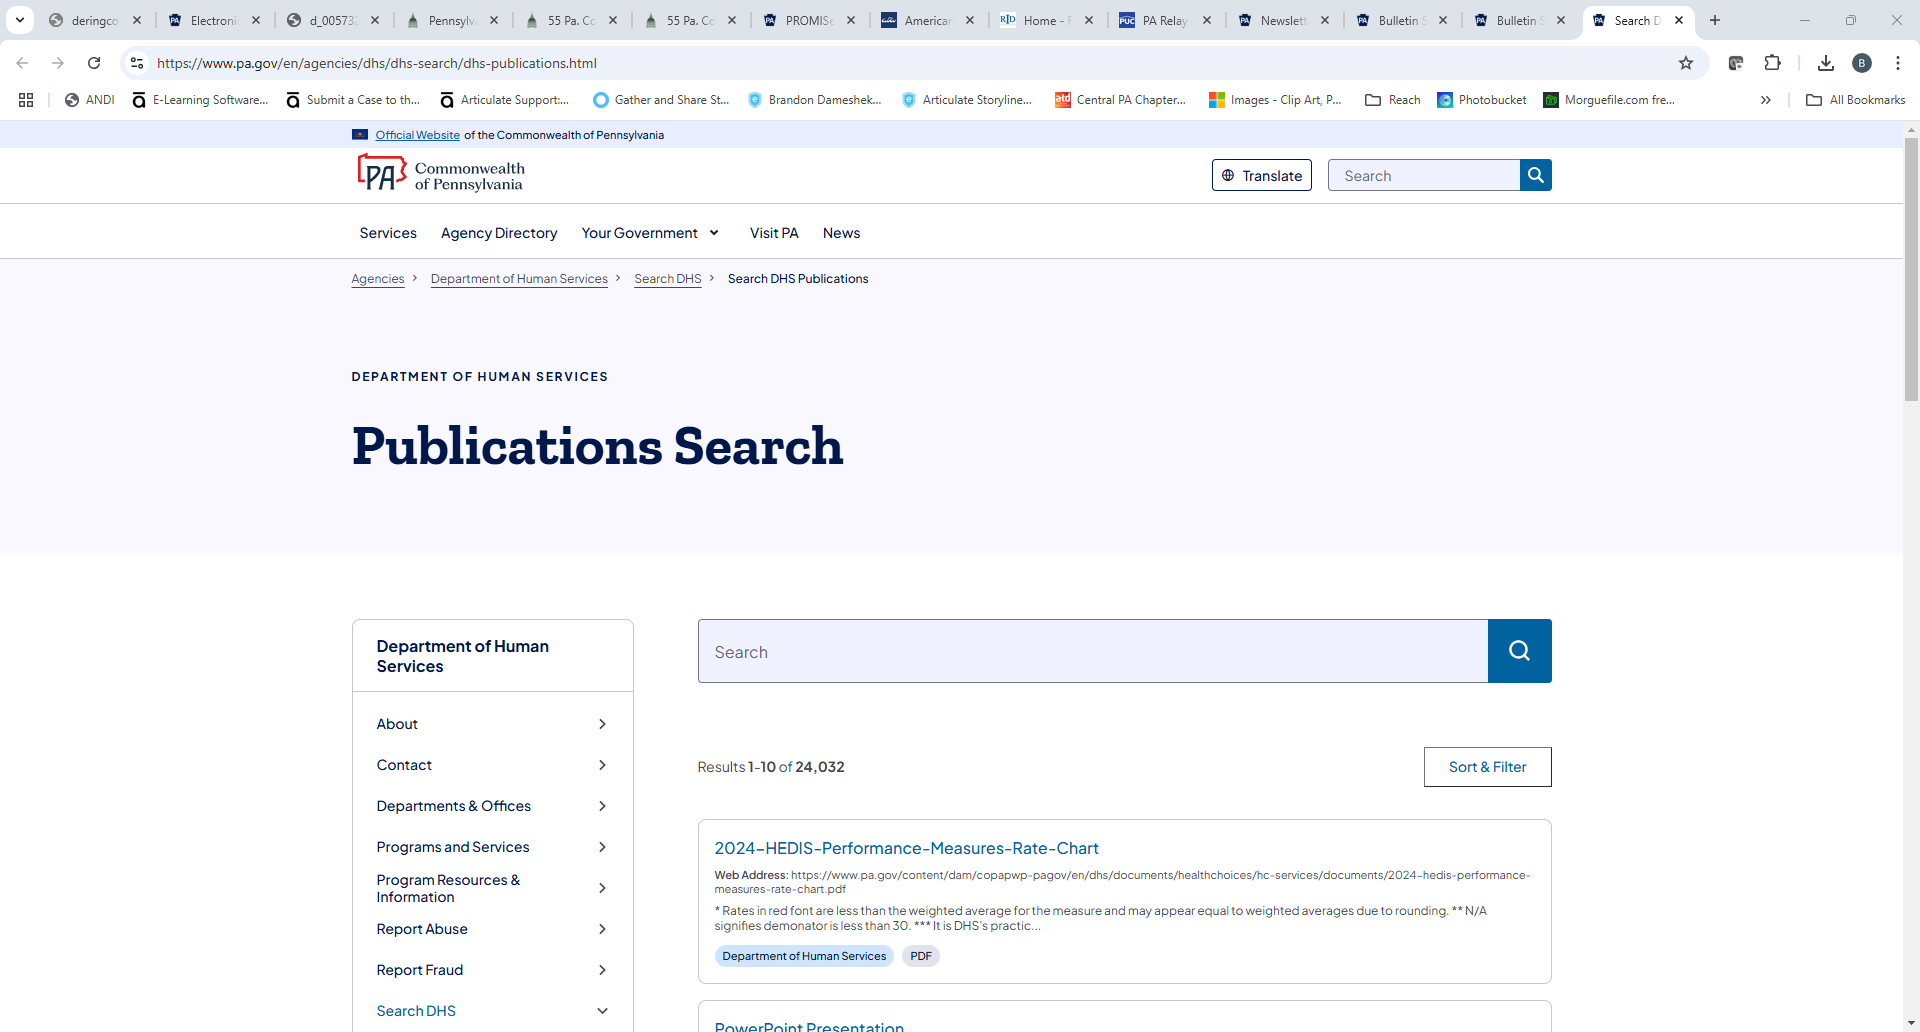 deringco
Electroni
d_00573
Pennsylv
55 Pa. Co
55 Pa. Co
PROMISe
American
Home - 
PA Relay
Newslett
Bulletin S
Bulletin S
Search D
https://www.pa.gov/en/agencies/dhs/dhs-search/dhs-publications.html
B
ANDI
E-Learning Software...
Submit a Case to th...
Articulate Support:...
Gather and Share St...
Brandon Dameshek...
Articulate Storyline...
Central PA Chapter...
Images - Clip Art, P...
Reach
Photobucket
Morguefile.com fre...
All Bookmarks
Official Website of the Commonwealth of Pennsylvania
PA
Commonwealth
of Pennsylvania
Translate
Search
Services
Agency Directory
Your Government
Visit PA
News
Agencies > Department of Human Services > Search DHS > Search DHS Publications
DEPARTMENT OF HUMAN SERVICES
Publications Search
Department of Human
Services
About
Contact
Departments & Offices
Programs and Services
Program Resources &
Information
Report Abuse
Report Fraud
Search DHS
Search
Results 1-10 of 24,032
Sort & Filter
2024-HEDIS-Performance-Measures-Rate-Chart
Web Address: https://www.pa.gov/content/dam/copapwp-pagov/en/dhs/documents/healthchoices/hc-services/documents/2024-hedis-performance-
measures-rate-chart.pdf
* Rates in red font are less than the weighted average for the measure and may appear equal to weighted averages due to rounding. ** N/A
signifies demonator is less than 30. *** It is DHS's practic...
Department of Human Services
PDF
PowerPoint Presentation